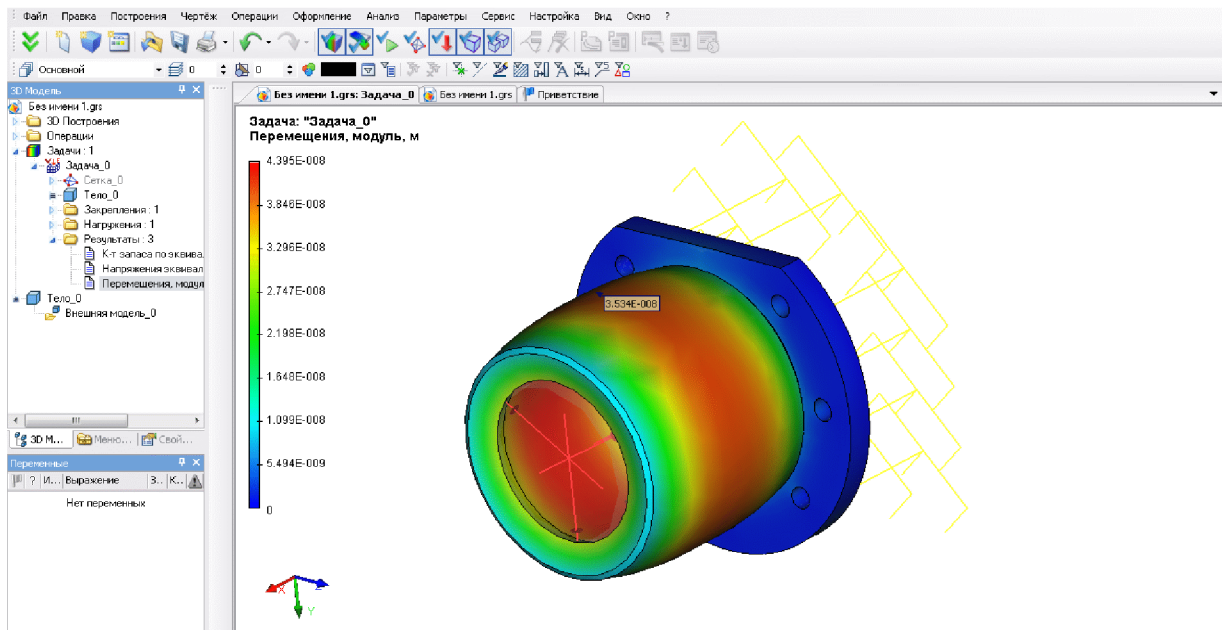 Файл Правка Построения Чертёж Операции Оформление Анализ Параметры Сервис Настройка Вид Окно ?
Основной 0 0
3D Модель
Без имени 1.grs: Задача_0 Без имени 1.grs Приветствие
Без имени 1.grs
3D Построения
Операции
Задачи : 1
Задача_0
Сетка_0
Тело_0
Закрепления : 1
Нагружения : 1
Результаты : 3
К-т запаса по эквива.
Напряжения эквивал
Перемещения, модул
Тело_0
Внешняя модель_0
3D М... Меню... Свой...
Переменные
? И... Выражение З.. К..
Нет переменных
Задача: "Задача_0"
Перемещения, модуль, м
4.395E-008
3.846E-008
3.296E-008
2.747E-008
2.198E-008
1.648E-008
1.099E-008
5.494E-009
0
3.534E-008
X
Z
Y